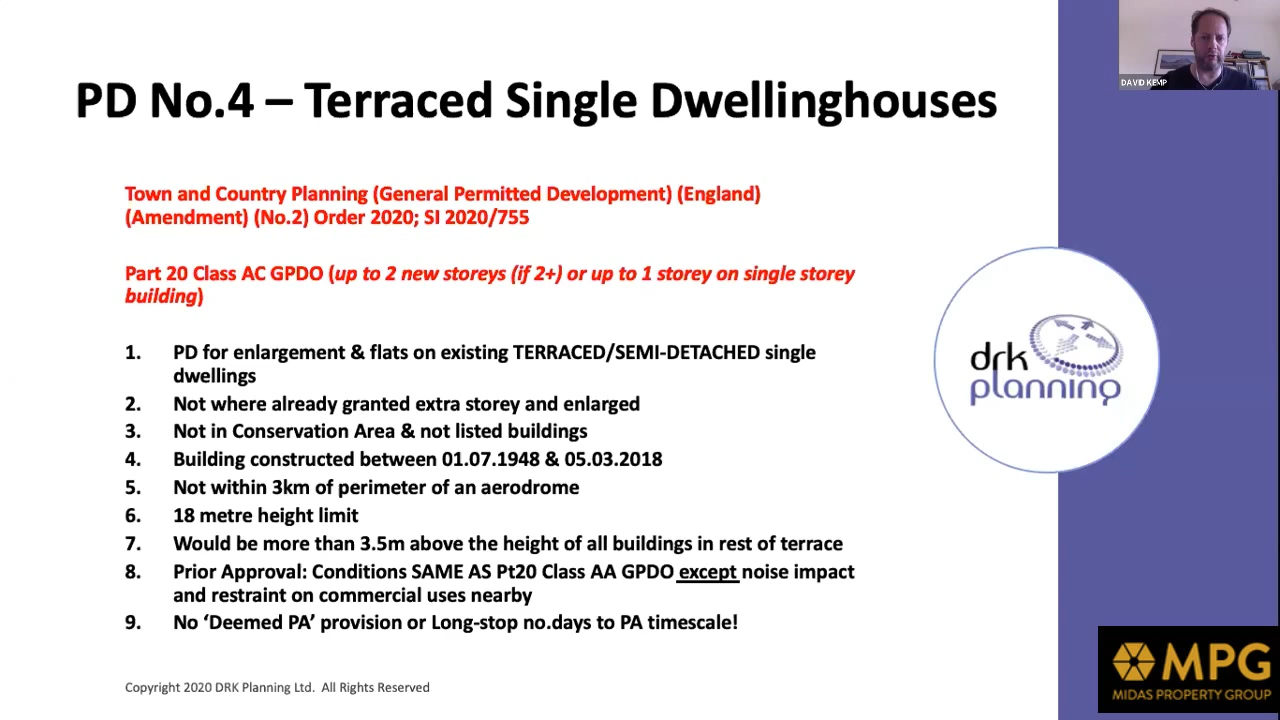 DAVID KEMP
PD No.4 – Terraced Single Dwellinghouses
Town and Country Planning (General Permitted Development) (England)
(Amendment) (No.2) Order 2020; SI 2020/755
Part 20 Class AC GPDO (up to 2 new storeys (if 2+) or up to 1 storey on single storey
building)
1. PD for enlargement & flats on existing TERRACED/SEMI-DETACHED single
dwellings
2. Not where already granted extra storey and enlarged
3. Not in Conservation Area & not listed buildings
4. Building constructed between 01.07.1948 & 05.03.2018
5. Not within 3km of perimeter of an aerodrome
6. 18 metre height limit
7. Would be more than 3.5m above the height of all buildings in rest of terrace
8. Prior Approval: Conditions SAME AS Pt20 Class AA GPDO except noise impact
and restraint on commercial uses nearby
9. No ‘Deemed PA’ provision or Long-stop no.days to PA timescale!
drk
planning
MPG
MIDAS PROPERTY GROUP
Copyright 2020 DRK Planning Ltd. All Rights Reserved